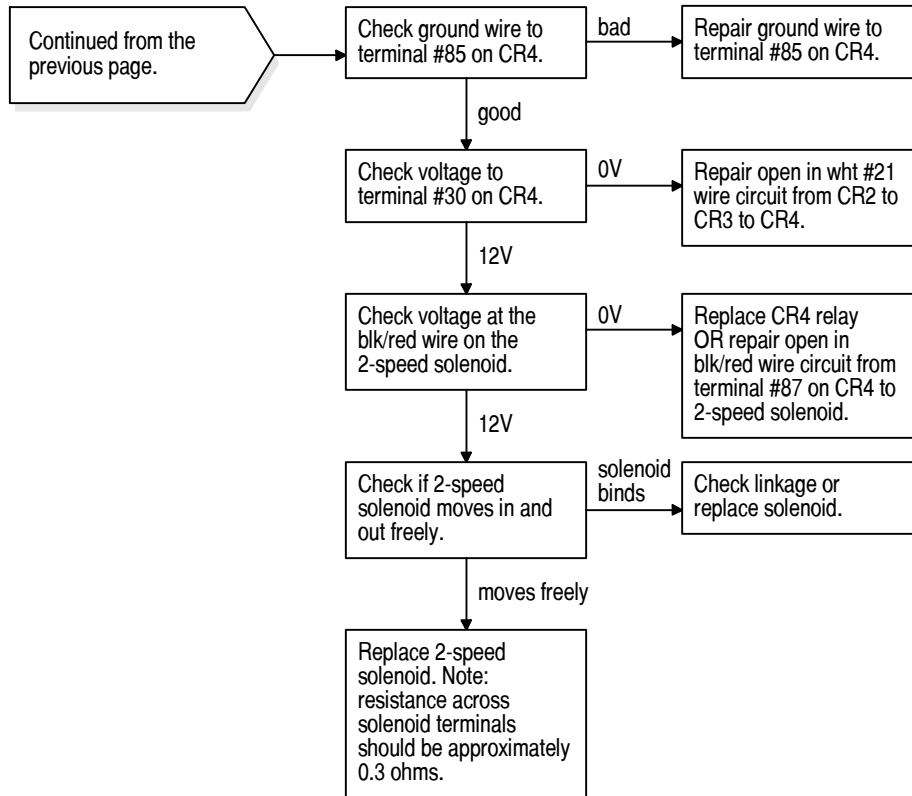 Continued from the
previous page.
Check ground wire to
terminal #85 on CR4.
bad
Repair ground wire to
terminal #85 on CR4.
good
Check voltage to
terminal #30 on CR4.
0V
Repair open in wht #21
wire circuit from CR2 to
CR3 to CR4.
12V
Check voltage at the
blk/red wire on the
2-speed solenoid.
0V
Replace CR4 relay
OR repair open in
blk/red wire circuit from
terminal #87 on CR4 to
2-speed solenoid.
12V
Check if 2-speed
solenoid moves in and
out freely.
solenoid
binds
Check linkage or
replace solenoid.
moves freely
Replace 2-speed
solenoid. Note:
resistance across
solenoid terminals
should be approximately
0.3 ohms.